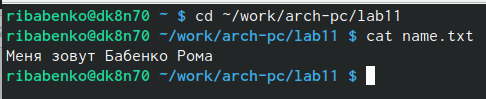 ribabenko@dk8n70 ~ $ cd ~/work/arch-pc/lab11
ribabenko@dk8n70 ~/work/arch-pc/lab11 $ cat name.txt
Меня зовут Бабенко Рома
ribabenko@dk8n70 ~/work/arch-pc/lab11 $